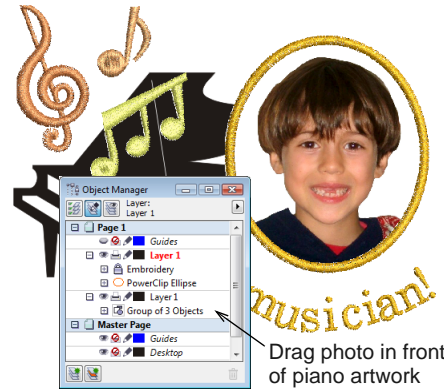 Object Manager
Layer:
Layer 1
Page 1
Guides
Layer 1
Embroidery
PowerClip Ellipse
Layer 1
Group of 3 Objects
Master Page
Guides
Desktop
musician!
Drag photo in front
of piano artwork